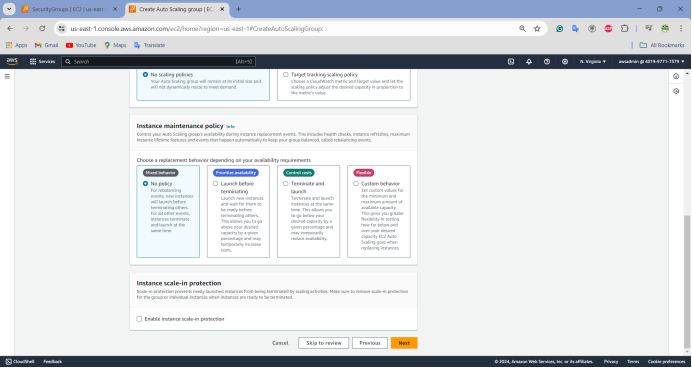 SecurityGroups | EC2 | us-east-
Create Auto Scaling group | EC2
us-east-1.console.aws.amazon.com/ec2/home?region=us-east-1#CreateAutoScalingGroup:
Apps
Gmail
YouTube
Maps
Translate
All Bookmarks
aws
Services
Search
[Alt+S]
N. Virginia
awsadmin @ 4019-9771-7579
No scaling policies
Your Auto Scaling group will remain at its initial size and
will not dynamically resize to meet demand.
Target tracking scaling policy
Choose a CloudWatch metric and target value and let the
scaling policy adjust the desired capacity in proportion to
the metric's value.
Instance maintenance policy Info
Control your Auto Scaling group's availability during instance replacement events. This includes health checks, instance refreshes, maximum
instance lifetime features and events that happen automatically to keep your group balanced, called rebalancing events.
Choose a replacement behavior depending on your availability requirements
Mixed behavior
No policy
For rebalancing
events, new instances
will launch before
terminating others.
For all other events,
instances terminate
and launch at the
same time.
Prioritize availability
Launch before
terminating
Launch new instances
and wait for them to
be ready before
terminating others.
This allows you to go
above your desired
capacity by a given
percentage and may
temporarily increase
costs.
Control costs
Terminate and
launch
Terminate and launch
instances at the same
time. This allows you
to go below your
desired capacity by a
given percentage and
may temporarily
reduce availability.
Flexible
Custom behavior
Set custom values for
the minimum and
maximum amount of
available capacity.
This gives you greater
flexibility in setting
how far below and
over your desired
capacity EC2 Auto
Scaling goes when
replacing instances.
Instance scale-in protection
Scale-in protection prevents newly launched instances from being terminated by scaling activities. Make sure to remove scale-in protection
for the group or individual instances when instances are ready to be terminated.
Enable instance scale-in protection
Cancel
Skip to review
Previous
Next
CloudShell
Feedback
© 2024, Amazon Web Services, Inc. or its affiliates.
Privacy
Terms
Cookie preferences